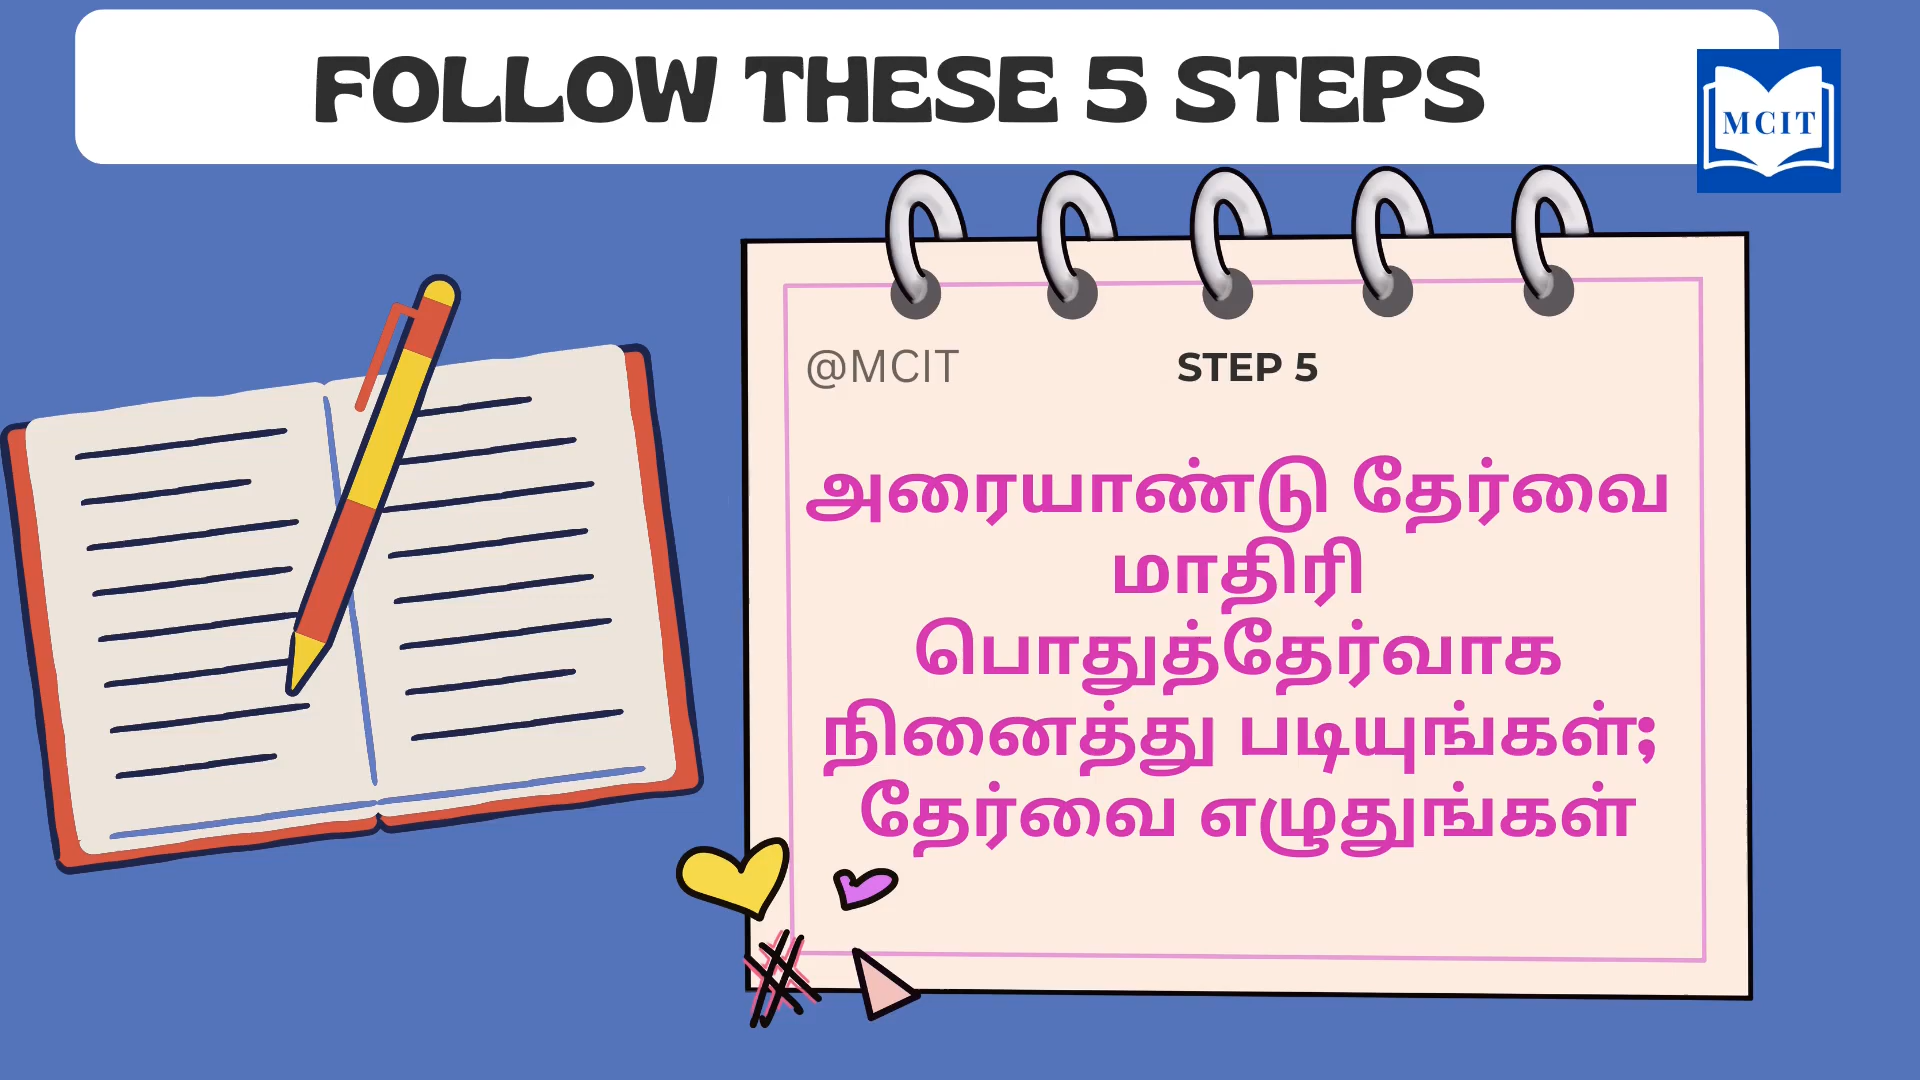 FOLLOW THESE 5 STEPS
MCIT
@MCIT
STEP 5
அரையாண்டு தேர்வை
மாதிரி
பொதுத்தேர்வாக
நினைத்து படியுங்கள்;
தேர்வை எழுதுங்கள்